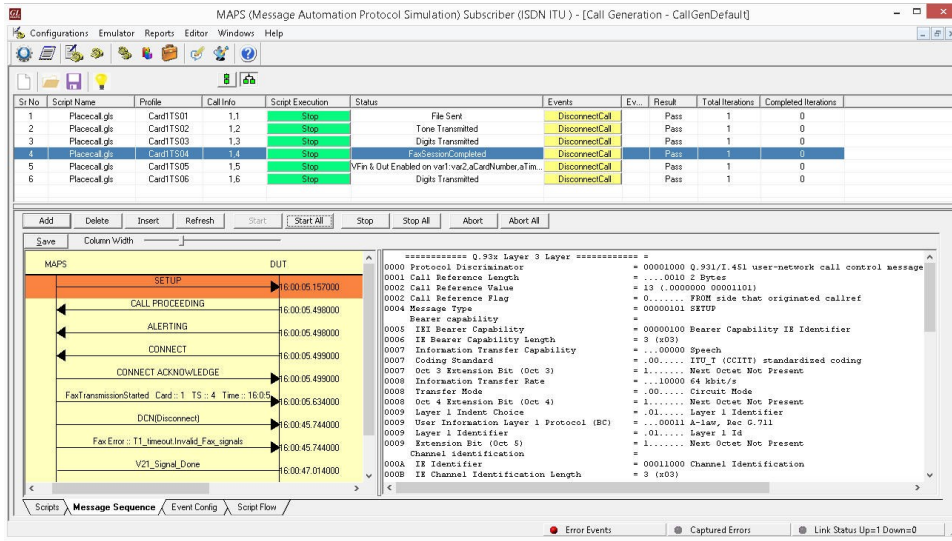 GL
MAPS (Message Automation Protocol Simulation) Subscriber (ISDN ITU ) - [Call Generation - CallGenDefault]
Configurations Emulator Reports Editor Windows Help
Sr No Script Name Profile Call Info Script Execution Status Events Ev... Result Total Iterations Completed Iterations
1 Placecall.gls Card1TS01 1,1 Stop File Sent DisconnectCall Pass 1 0
2 Placecall.gls Card1TS02 1,2 Stop Tone Transmitted DisconnectCall Pass 1 0
3 Placecall.gls Card1TS03 1,3 Stop Digits Transmitted DisconnectCall Pass 1 0
4 Placecall.gls Card1TS04 1,4 Stop FaxSessionCompleted DisconnectCall Pass 1 0
5 Placecall.gls Card1TS05 1,5 Stop VFin & Out Enabled on var1:var2,aCardNumber,aTim... DisconnectCall Pass 1 0
6 Placecall.gls Card1TS06 1,6 Stop Digits Transmitted DisconnectCall Pass 1 0
Add Delete Insert Refresh Start Start All Stop Stop All Abort Abort All
Save Column Width
MAPS DUT
SETUP
16:00:05.157000
CALL PROCEEDING
16:00:05.498000
ALERTING
16:00:05.498000
CONNECT
16:00:05.499000
CONNECT ACKNOWLEDGE
16:00:05.499000
FaxTransmissionStarted Card :: 1 TS :: 4 Time :: 16:0:5
16:00:05.634000
DCN(Disconnect)
16:00:45.744000
Fax Error :: T1_timeout.Invalid_Fax_signals
16:00:45.744000
V21_Signal_Done
16:00:47.014000
============ Q.93x Layer 3 Layer ============ =
0000 Protocol Discriminator = 00001000 Q.931/I.451 user-network call control message
0001 Call Reference Length = ....0010 2 Bytes
0002 Call Reference Value = 13 (.0000000 00001101)
0002 Call Reference Flag = 0....... FROM side that originated callref
0004 Message Type = 00000101 SETUP
Bearer capability =
0005 IEI Bearer Capability = 00000100 Bearer Capability IE Identifier
0006 IE Bearer Capability Length = 3 (x03)
0007 Information Transfer Capability = ...00000 Speech
0007 Coding Standard = .00..... ITU_T (CCITT) standardized coding
0007 Oct 3 Extension Bit (Oct 3) = 1....... Next Octet Not Present
0008 Information Transfer Rate = ...10000 64 kbit/s
0008 Transfer Mode = .00..... Circuit Mode
0008 Oct 4 Extension Bit (Oct 4) = 1....... Next Octet Not Present
0009 Layer 1 Indent Choice = .01..... Layer 1 Identifier
0009 User Information Layer 1 Protocol (BC) = ...00011 A-law, Rec G.711
0009 Layer 1 Identifier = .01..... Layer 1 Id
0009 Extension Bit (Oct 5) = 1....... Next Octet Not Present
Channel identification =
000A IE Identifier = 00011000 Channel Identification
000B IE Channel Identification Length = 3 (x03)
Scripts Message Sequence Event Config Script Flow
Error Events Captured Errors Link Status Up=1 Down=0